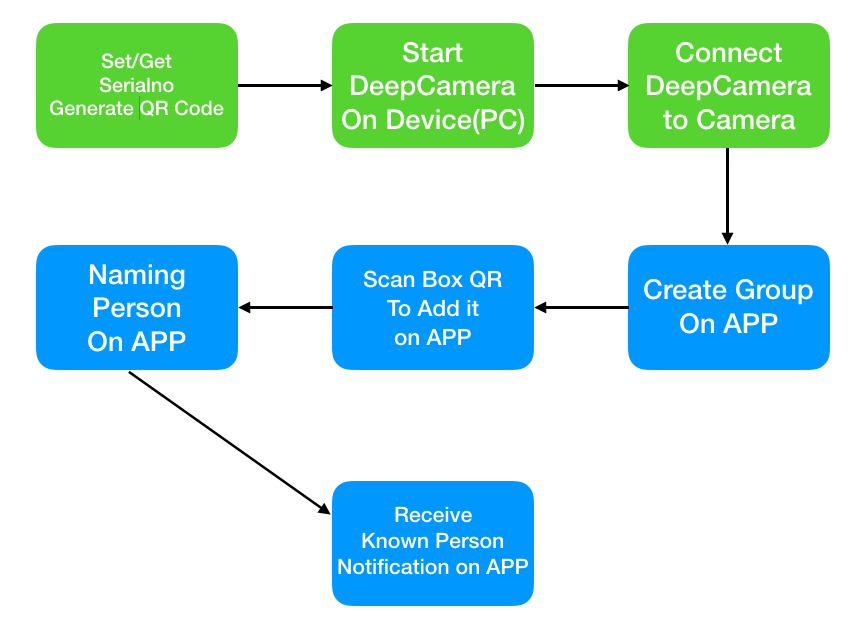 Set/Get
Serialno
Generate QR Code
Start
DeepCamera
On Device(PC)
Connect
DeepCamera
to Camera
Naming
Person
On APP
Scan Box QR
To Add it
on APP
Create Group
On APP
Receive
Known Person
Notification on APP